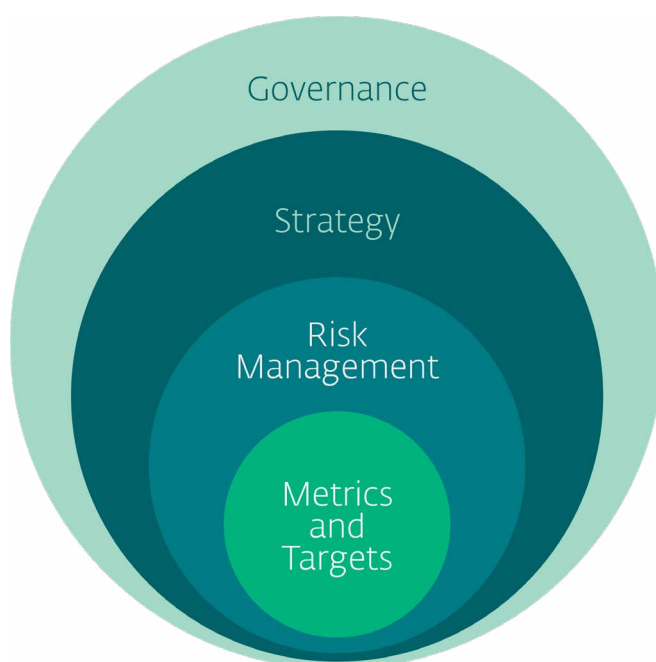 Governance
Strategy
Risk
Management
Metrics
and
Targets